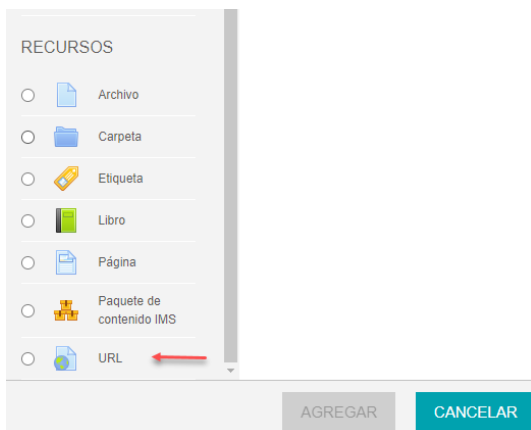 RECURSOS
Archivo
Carpeta
Etiqueta
Libro
Página
Paquete de
contenido IMS
URL
AGREGAR
CANCELAR